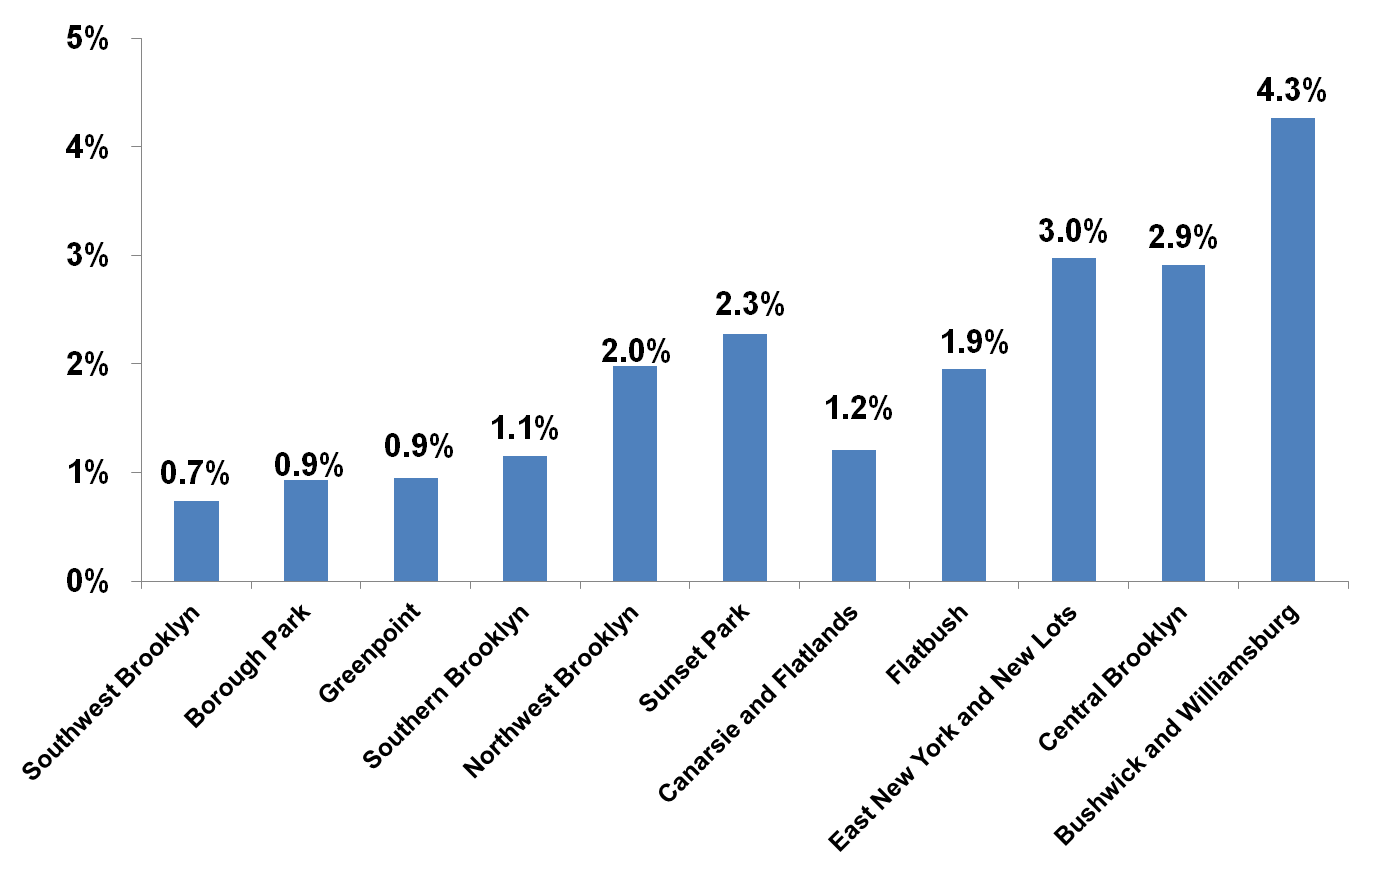 5%
4%
3%
2%
1%
0%
0.7%
0.9%
0.9%
1.1%
2.0%
2.3%
1.2%
1.9%
3.0%
2.9%
4.3%
Southwest Brooklyn
Borough Park
Greenpoint
Southern Brooklyn
Northwest Brooklyn
Sunset Park
Canarsie and Flatlands
Flatbush
East New York and New Lots
Central Brooklyn
Bushwick and Williamsburg